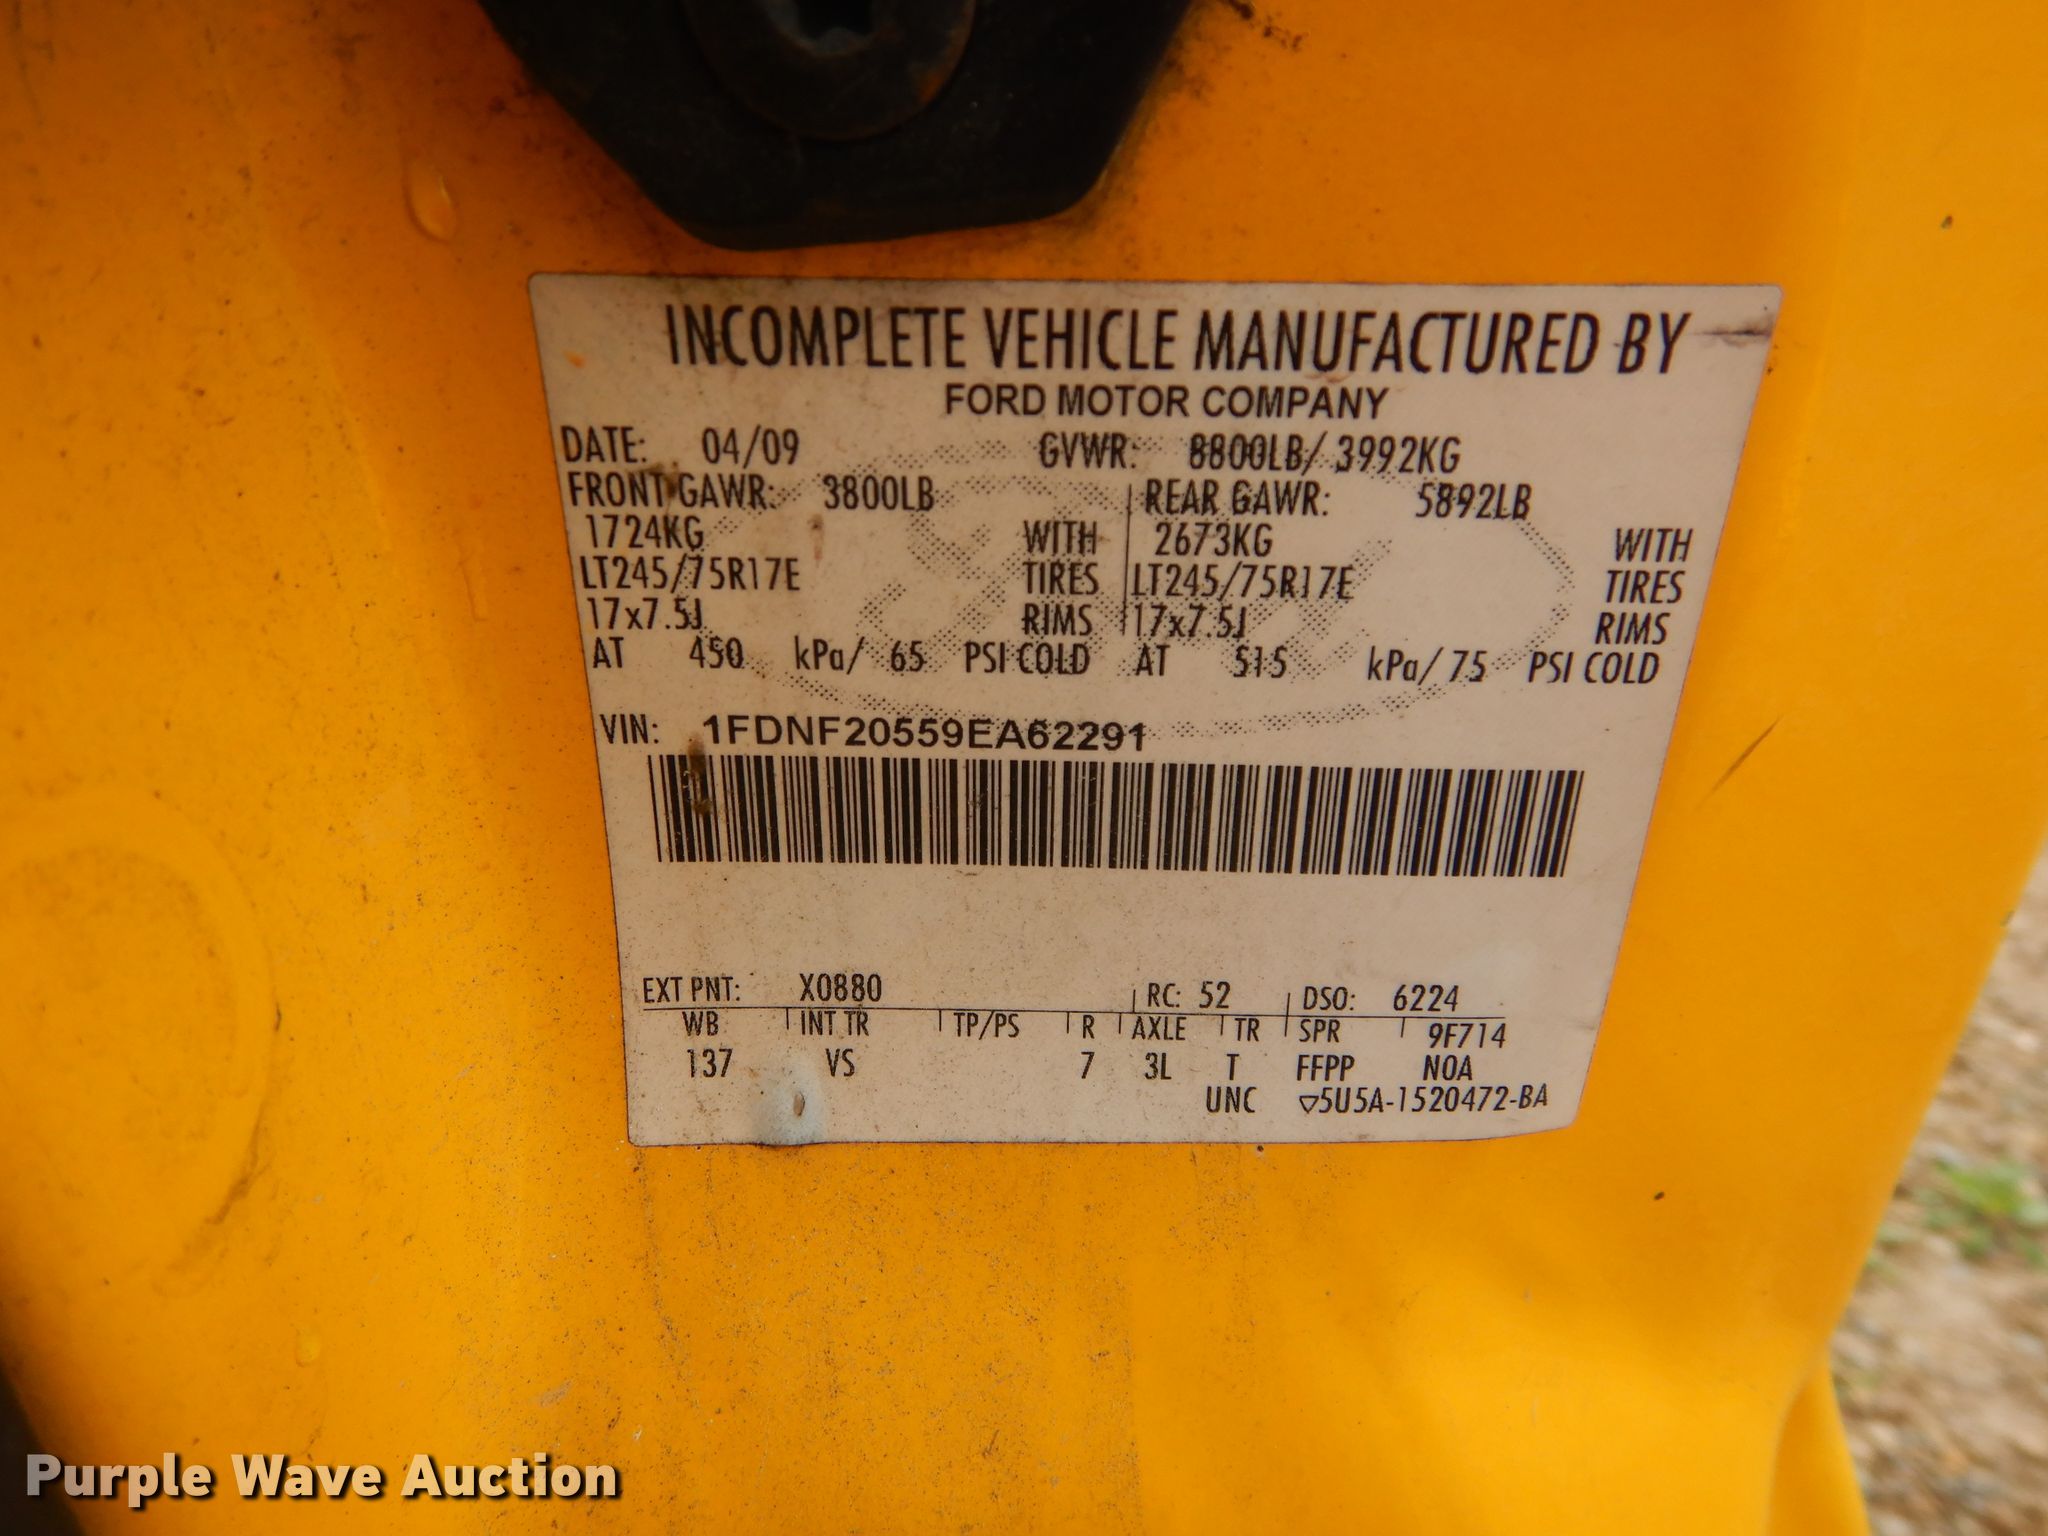 INCOMPLETE VEHICLE MANUFACTURED BY
FORD MOTOR COMPANY
DATE: 04/09 GVWR: 8800LB/ 3992KG
FRONT GAWR: 3800LB REAR GAWR: 5892LB
1724KG WITH 2673KG WITH
LT245/75R17E TIRES LT245/75R17E TIRES
17x7.5J RIMS 17x7.5J RIMS
AT 450 kPa/ 65 PSI COLD AT 515 kPa/ 75 PSI COLD
VIN: 1FDNF20559EA62291
EXT PNT: X0880 RC: 52 DSO: 6224
WB INT TR TP/PS R AXLE TR SPR 9F714
137 VS 7 3L T FFPP NOA
UNC ▽5U5A-1520472-BA
Purple Wave Auction